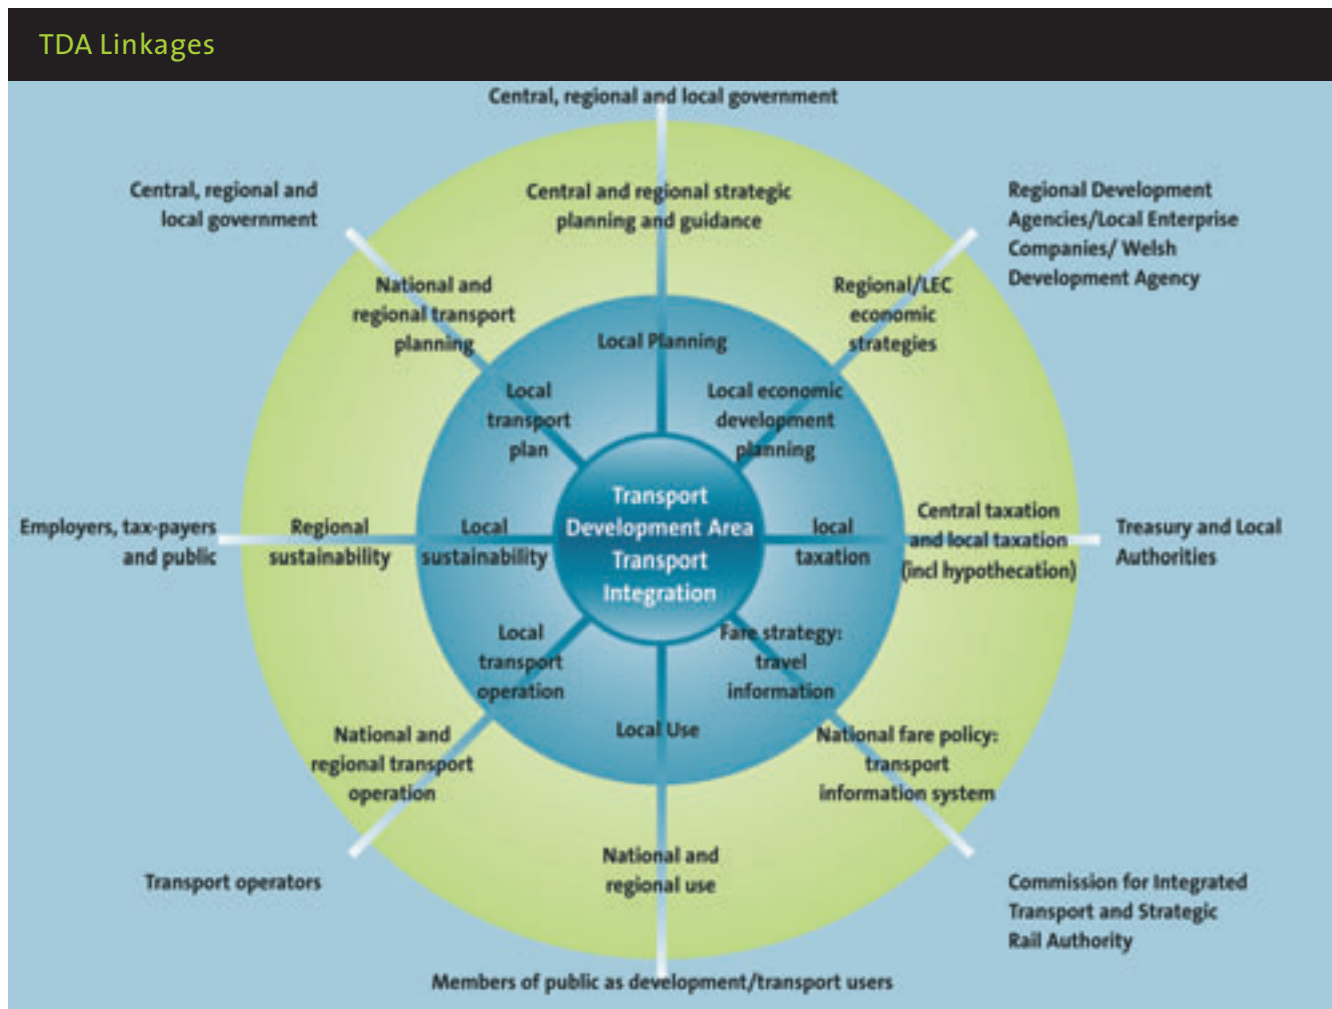 TDA Linkages
Central, regional and local government
Central, regional and
local government
Central and regional strategic
planning and guidance
Regional Development
Agencies/Local Enterprise
Companies/ Welsh
Development Agency
National and
regional transport
planning
Regional/LEC
economic
strategies
Local Planning
Local
transport
plan
Local economic
development
planning
Employers, tax-payers
and public
Regional
sustainability
Local
sustainability
Transport
Development Area
Transport
Integration
local
taxation
Central taxation
and local taxation
(incl hypothecation)
Treasury and Local
Authorities
Local
transport
operation
Fare strategy:
travel
information
Local Use
National and
regional transport
operation
National fare policy:
transport
information system
National and
regional use
Transport operators
Commission for Integrated
Transport and Strategic
Rail Authority
Members of public as development/transport users